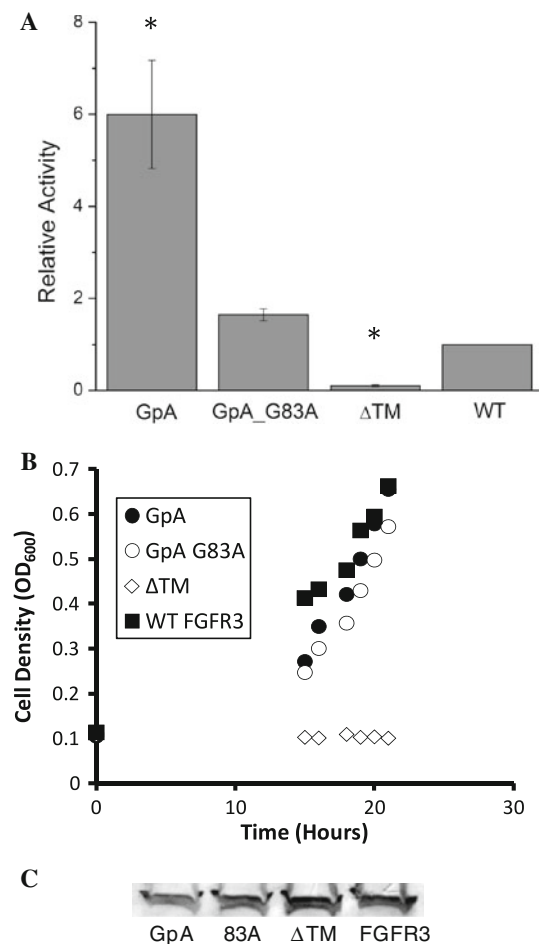 A
*
*
8
6
4
2
0
Relative Activity
GpA GpA_G83A ΔTM WT
B
0.7
0.6
0.5
0.4
0.3
0.2
0.1
0
Cell Density (OD600)
GpA
GpA G83A
ΔTM
WT FGFR3
0 10 20 30
Time (Hours)
C
GpA 83A ΔTM FGFR3